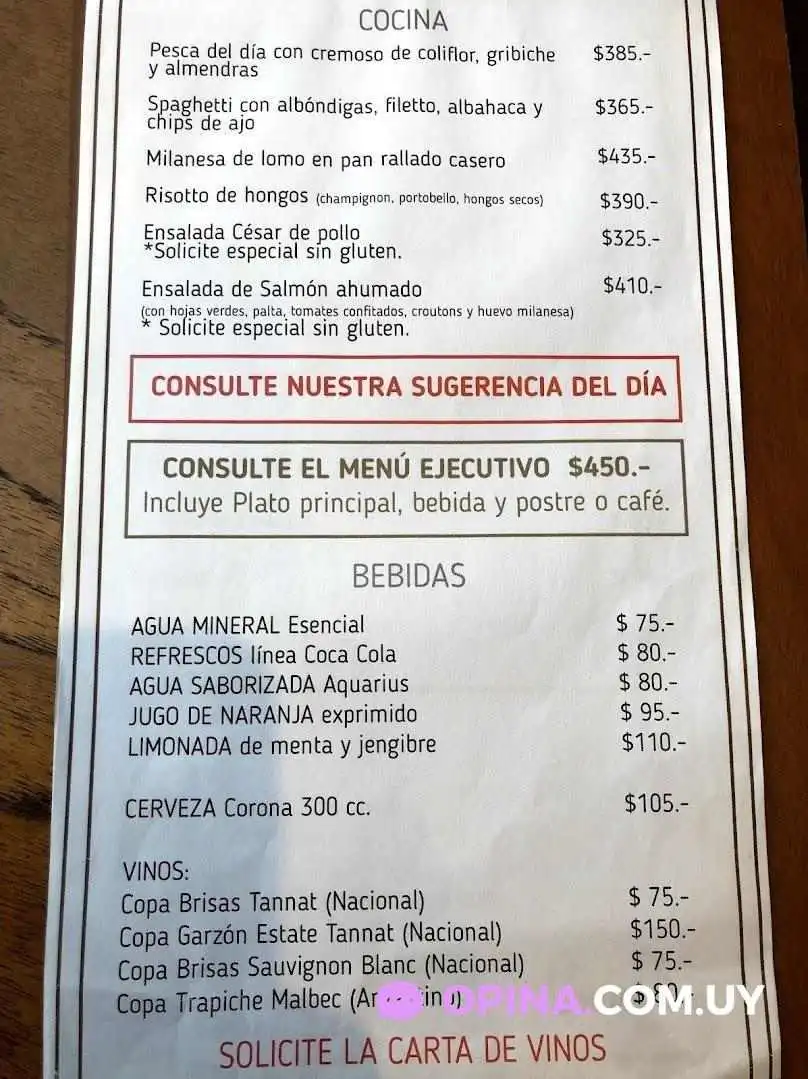 COCINA
Pesca del día con cremoso de coliflor, gribiche $385.-
y almendras
Spaghetti con albóndigas, filetto, albahaca y $365.-
chips de ajo
Milanesa de lomo en pan rallado casero $435.-
Risotto de hongos (champignon, portobello, hongos secos) $390.-
Ensalada César de pollo $325.-
*Solicite especial sin gluten.
Ensalada de Salmón ahumado $410.-
(con hojas verdes, palta, tomates confitados, croutons y huevo milanesa)
* Solicite especial sin gluten.
CONSULTE NUESTRA SUGERENCIA DEL DÍA
CONSULTE EL MENÚ EJECUTIVO $450.-
Incluye Plato principal, bebida y postre o café.
BEBIDAS
AGUA MINERAL Esencial $ 75.-
REFRESCOS línea Coca Cola $ 80.-
AGUA SABORIZADA Aquarius $ 80.-
JUGO DE NARANJA exprimido $ 95.-
LIMONADA de menta y jengibre $110.-
CERVEZA Corona 300 cc. $105.-
VINOS:
Copa Brisas Tannat (Nacional) $ 75.-
Copa Garzón Estate Tannat (Nacional) $150.-
Copa Brisas Sauvignon Blanc (Nacional) $ 75.-
Copa Trapiche Malbec
OPINA.COM.UY
SOLICITE LA CARTA DE VINOS